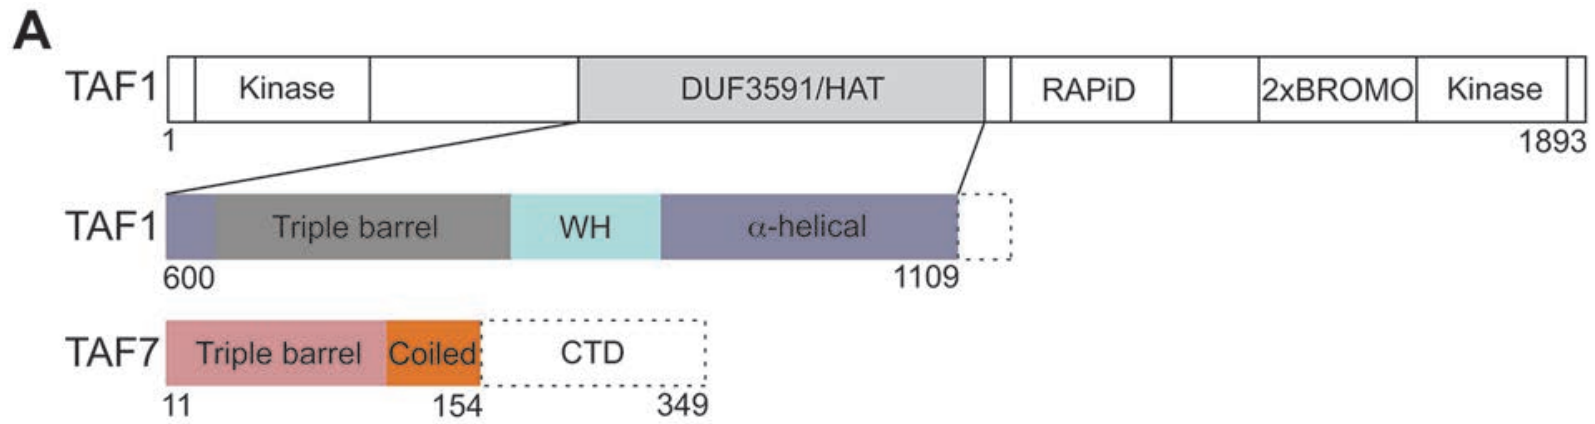 A
TAF1 Kinase DUF3591/HAT RAPiD 2xBROMO Kinase
1 1893
TAF1 Triple barrel WH α-helical
600 1109
TAF7 Triple barrel Coiled CTD
11 154 349